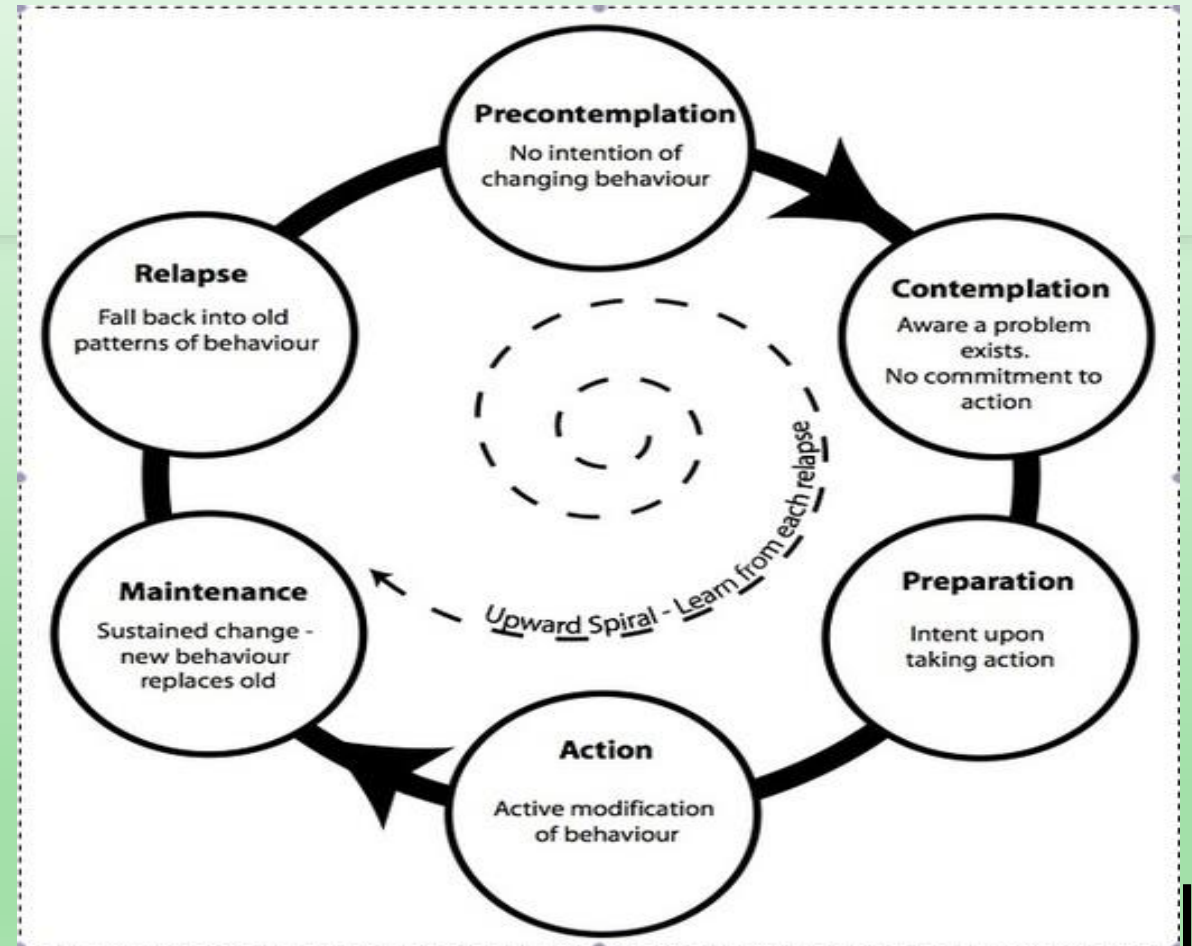 Precontemplation
No intention of
changing behaviour
Contemplation
Aware a problem
exists.
No commitment to
action
Preparation
Intent upon
taking action
Action
Active modification
of behaviour
Maintenance
Sustained change -
new behaviour
replaces old
Relapse
Fall back into old
patterns of behaviour
Upward Spiral - Learn from each relapse